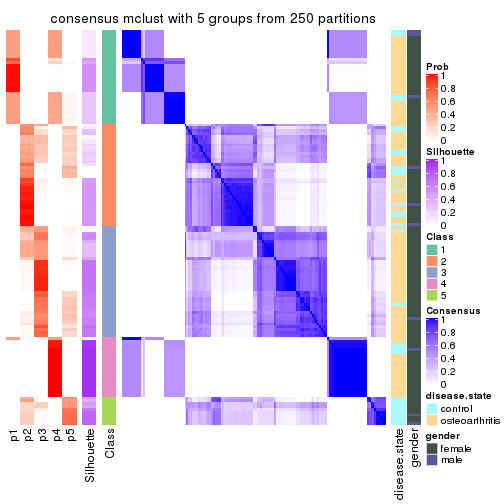 consensus mclust with 5 groups from 250 partitions
Prob
1
0.8
0.6
0.4
0.2
0
Silhouette
1
0.8
0.6
0.4
0.2
0
Class
1
2
3
4
5
Consensus
1
0.8
0.6
0.4
0.2
0
disease.state
control
osteoarthritis
gender
female
male
p1
p2
p3
p4
p5
Silhouette
Class
disease.state
gender